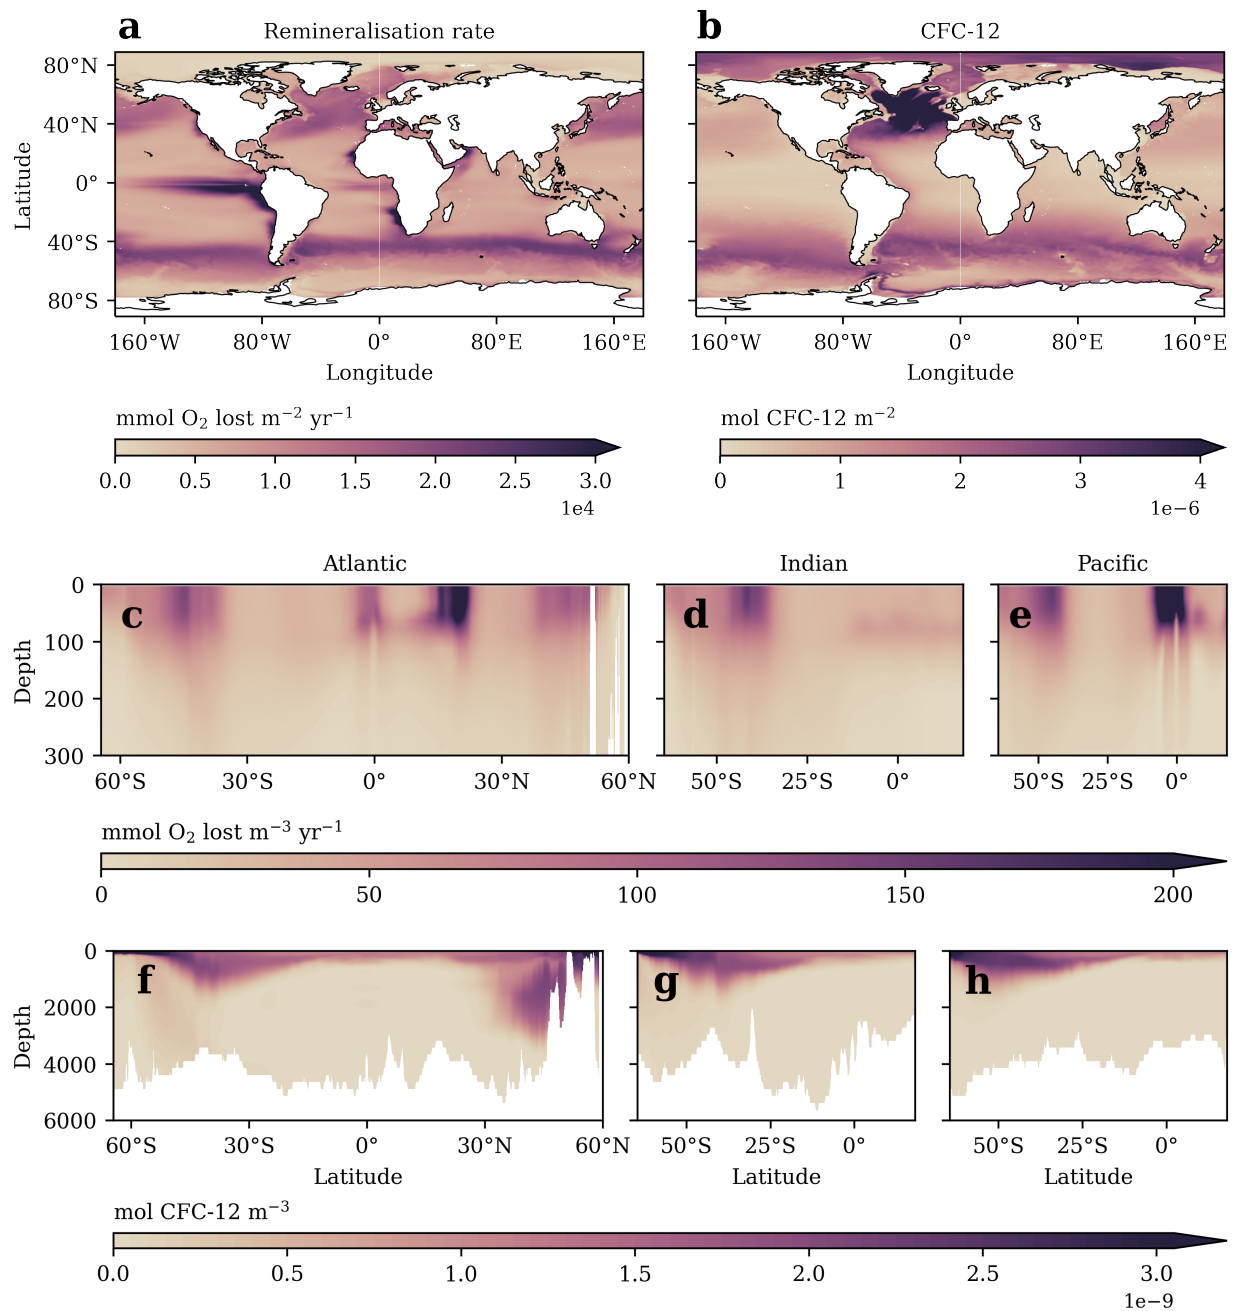 a
Remineralisation rate
b
CFC-12
80°N
40°N
0°
40°S
80°S
Latitude
160°W 80°W 0° 80°E 160°E
160°W 80°W 0° 80°E 160°E
Longitude
Longitude
mmol O₂ lost m⁻² yr⁻¹
0.0 0.5 1.0 1.5 2.0 2.5 3.0
1e4
mol CFC-12 m⁻²
0 1 2 3 4
1e−6
Atlantic
Indian
Pacific
c
d
e
0
100
200
300
Depth
60°S 30°S 0° 30°N 60°N
50°S 25°S 0°
50°S 25°S 0°
mmol O₂ lost m⁻³ yr⁻¹
0 50 100 150 200
f
g
h
0
2000
4000
6000
Depth
60°S 30°S 0° 30°N 60°N
50°S 25°S 0°
50°S 25°S 0°
Latitude
Latitude
Latitude
mol CFC-12 m⁻³
0.0 0.5 1.0 1.5 2.0 2.5 3.0
1e−9